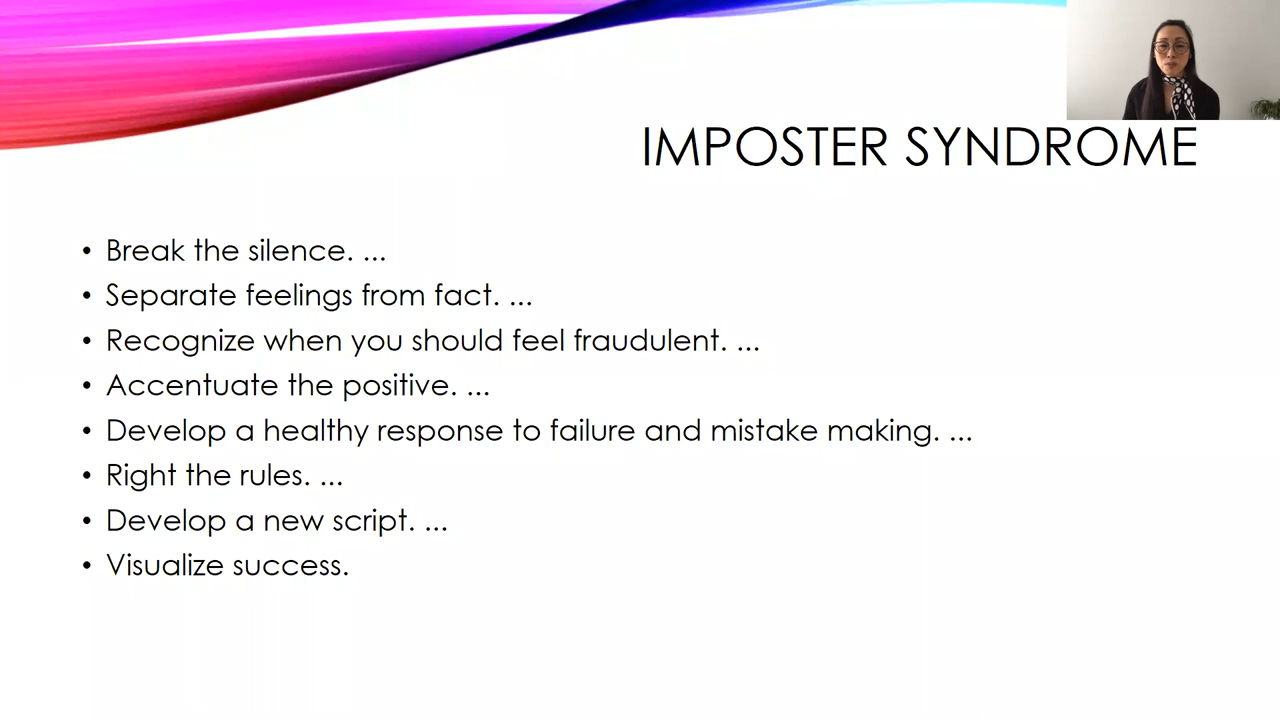 IMPOSTER SYNDROME
• Break the silence. ...
• Separate feelings from fact. ...
• Recognize when you should feel fraudulent. ...
• Accentuate the positive. ...
• Develop a healthy response to failure and mistake making. ...
• Right the rules. ...
• Develop a new script. ...
• Visualize success.